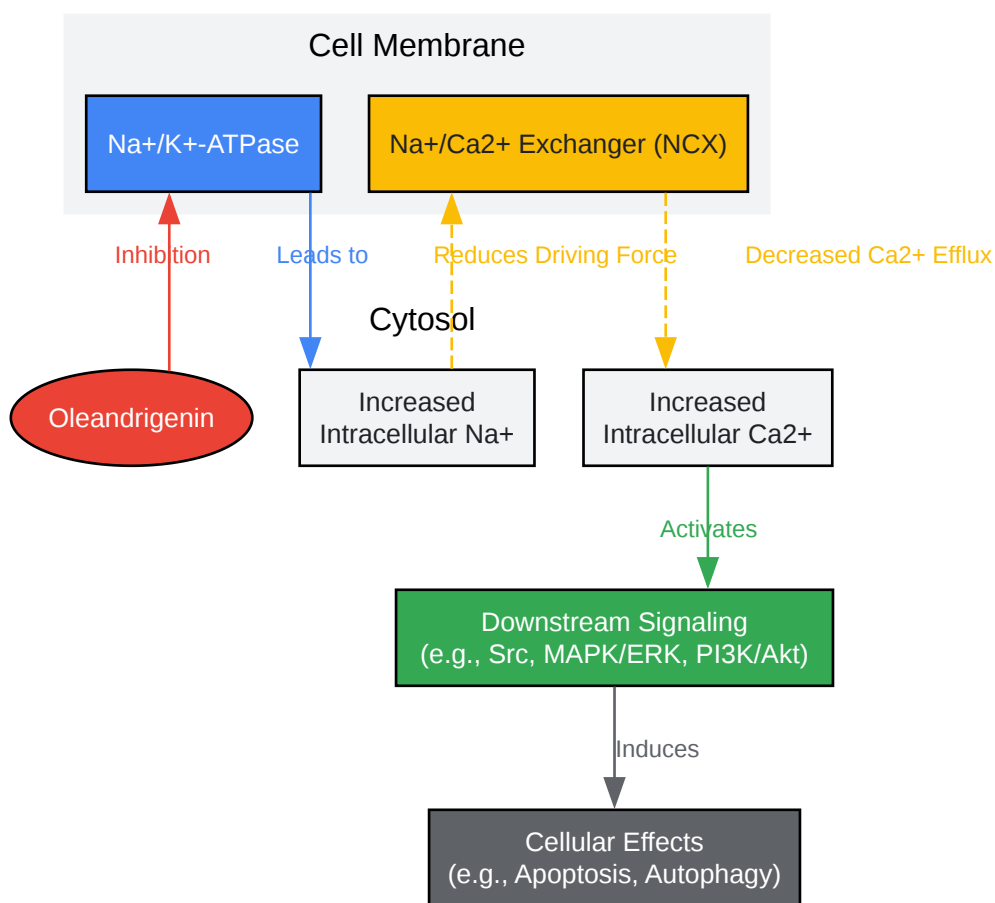 Cell Membrane
Na+/K+-ATPase
Na+/Ca2+ Exchanger (NCX)
Inhibition
Leads to
Reduces Driving Force
Decreased Ca2+ Efflux
Cytosol
Oleandrigenin
Increased
Intracellular Na+
Increased
Intracellular Ca2+
Activates
Downstream Signaling
(e.g., Src, MAPK/ERK, PI3K/Akt)
Induces
Cellular Effects
(e.g., Apoptosis, Autophagy)